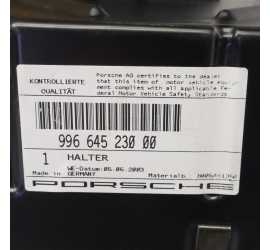 KONTROLLIERTE
QUALITÄT
Porsche AG certifies to the dealer
that this item of motor vehicle equip
ment complies with all applicable Fe
deral Motor Vehicle Safety Standards
996 645 230 00
1 HALTER
WE-Datum:05.06.2003
Made in GERMANY Materialb.
PORSCHE